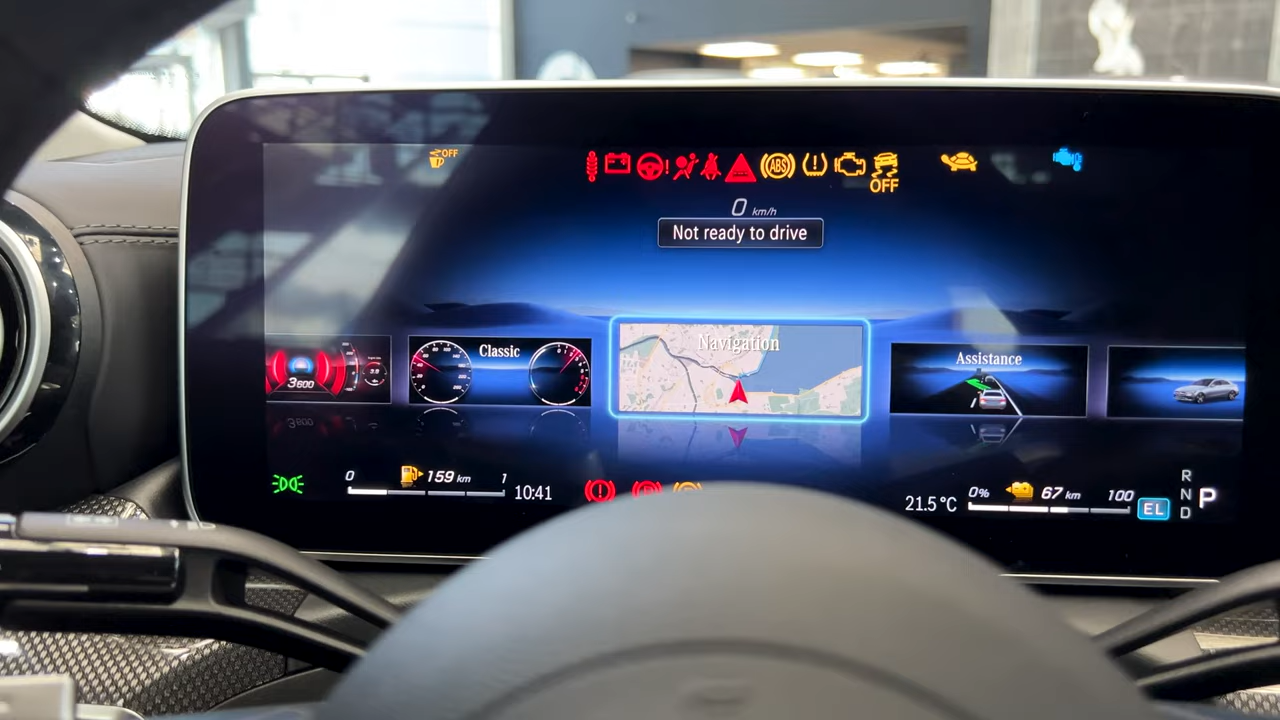 OFF
ABS
OFF
0 km/h
Not ready to drive
Classic
Navigation
Assistance
3600
0 159 km 1
10:41
21.5 °C
0% 67 km 100
EL
R
N
D
P